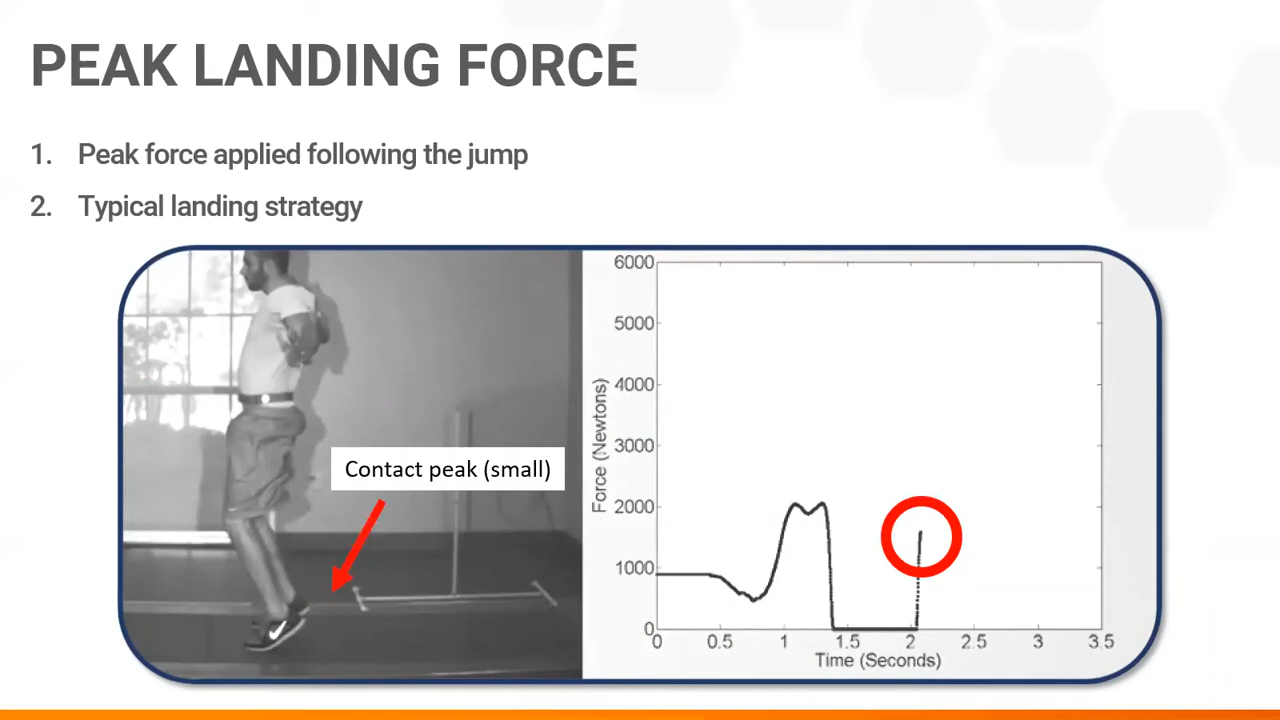 PEAK LANDING FORCE
1. Peak force applied following the jump
2. Typical landing strategy
Contact peak (small)
6000
5000
4000
3000
2000
1000
0
Force (Newtons)
0 0.5 1 1.5 2 2.5 3 3.5
Time (Seconds)